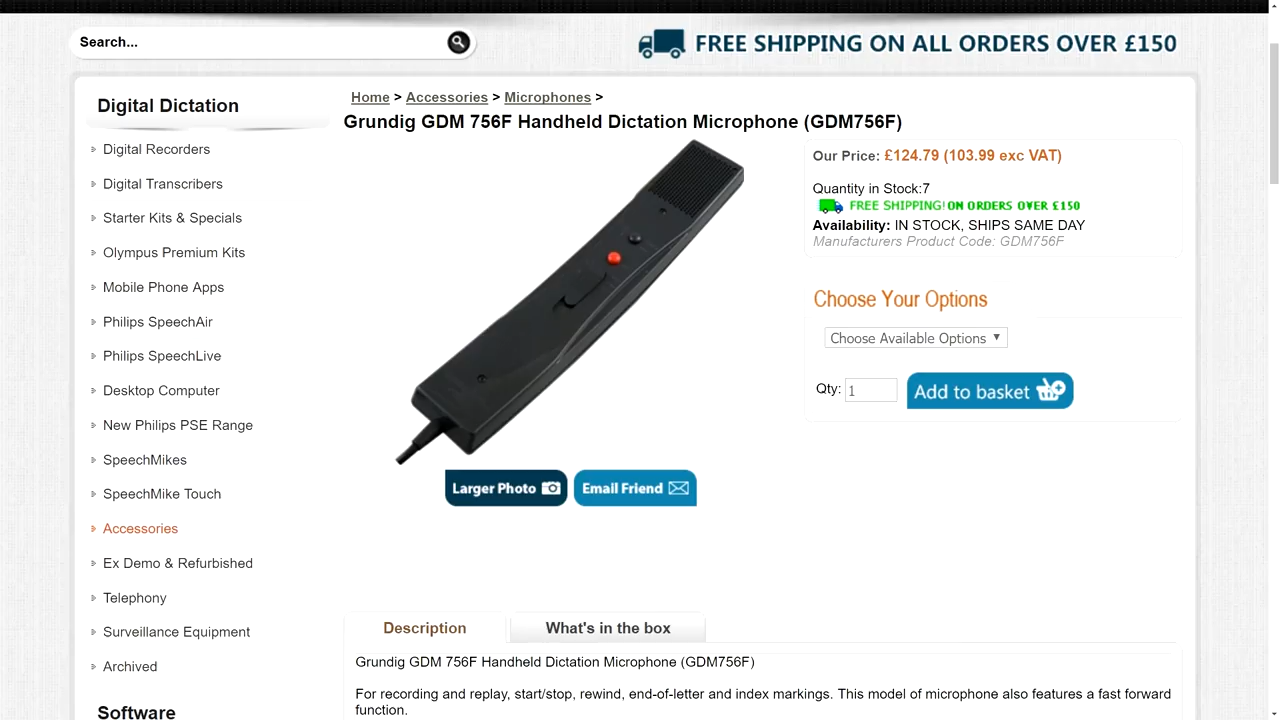 Search...
FREE SHIPPING ON ALL ORDERS OVER £150
Digital Dictation
Digital Recorders
Digital Transcribers
Starter Kits & Specials
Olympus Premium Kits
Mobile Phone Apps
Philips SpeechAir
Philips SpeechLive
Desktop Computer
New Philips PSE Range
SpeechMikes
SpeechMike Touch
Accessories
Ex Demo & Refurbished
Telephony
Surveillance Equipment
Archived
Software
Home > Accessories > Microphones >
Grundig GDM 756F Handheld Dictation Microphone (GDM756F)
Larger Photo
Email Friend
Our Price: £124.79 (103.99 exc VAT)
Quantity in Stock:7
FREE SHIPPING! ON ORDERS OVER £150
Availability: IN STOCK, SHIPS SAME DAY
Manufacturers Product Code: GDM756F
Choose Your Options
Choose Available Options
Qty: 1
Add to basket
Description
What's in the box
Grundig GDM 756F Handheld Dictation Microphone (GDM756F)
For recording and replay, start/stop, rewind, end-of-letter and index markings. This model of microphone also features a fast forward
function.